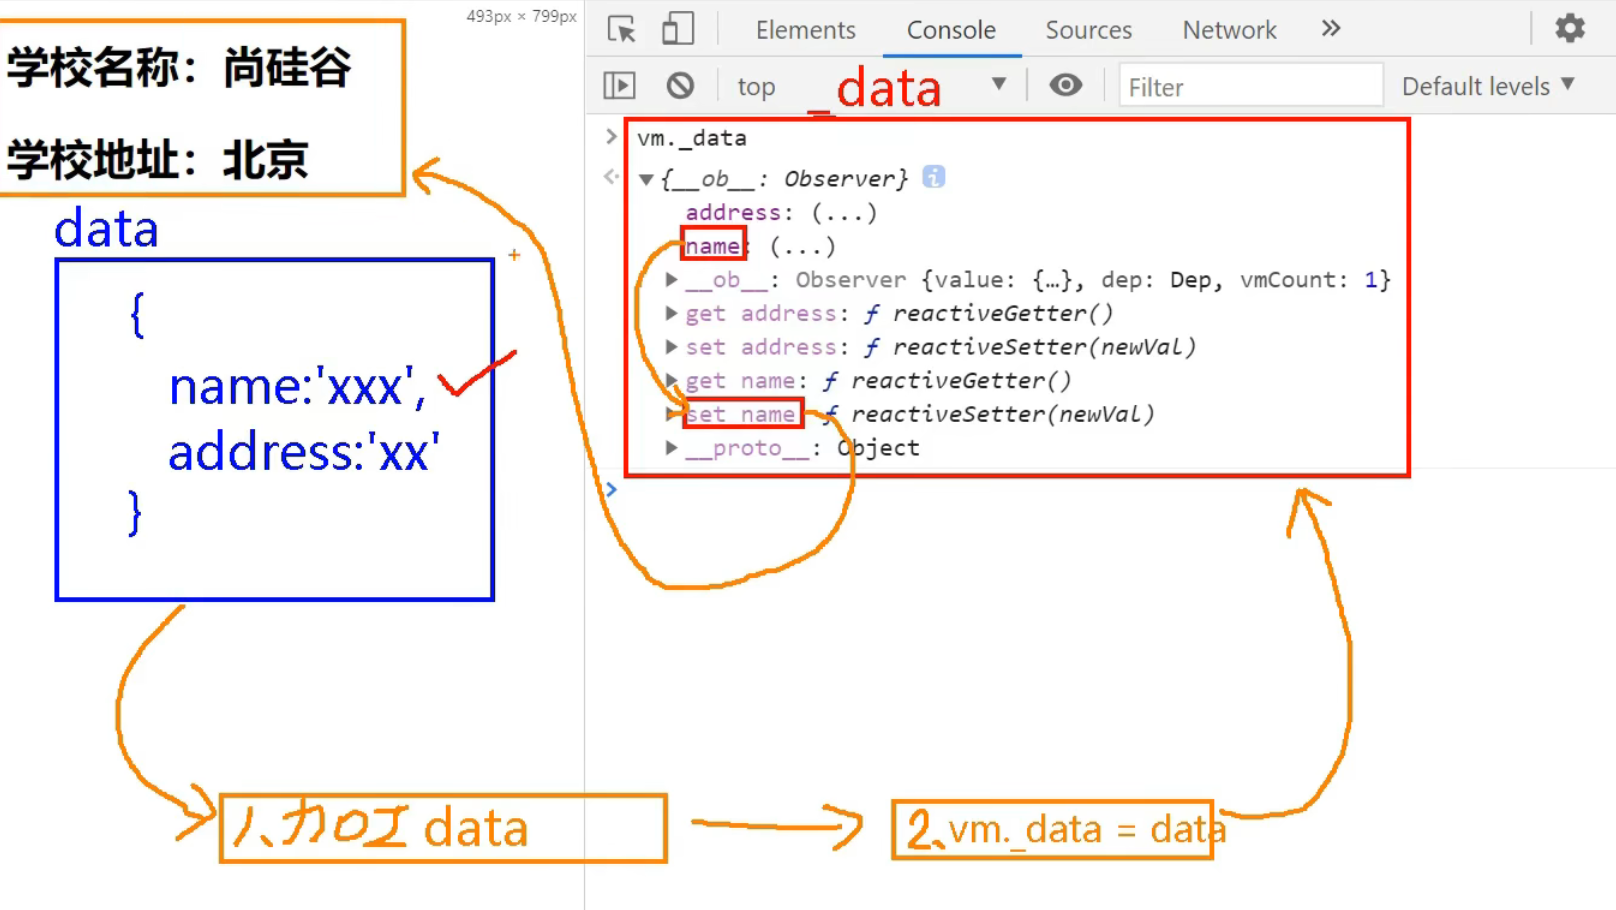 493px × 799px
学校名称：尚硅谷
学校地址：北京
data
{
name:'xxx',
address:'xx'
}
Elements Console Sources Network »
top _data Filter Default levels
vm._data
{__ob__: Observer}
address: (...)
name: (...)
__ob__: Observer {value: {…}, dep: Dep, vmCount: 1}
get address: ƒ reactiveGetter()
set address: ƒ reactiveSetter(newVal)
get name: ƒ reactiveGetter()
set name: ƒ reactiveSetter(newVal)
__proto__: Object
1、加工 data
2、vm._data = data